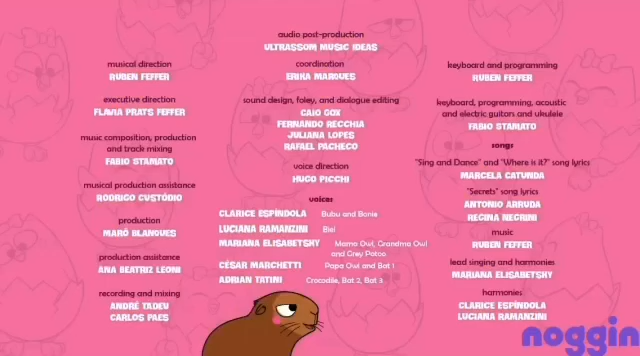 audio post-production
ULTRASSOM MUSIC IDEAS
musical direction
RUBEN FEFFER
executive direction
FLAVIA PRATS FEFFER
music composition, production
and track mixing
FABIO STAMATO
musical production assistance
RODRIGO CUSTÓDIO
production
MARÔ BLANQUES
production assistance
ANA BEATRIZ LEONI
recording and mixing
ANDRÉ TADEU
CARLOS PAES
coordination
ERIKA MARQUES
sound design, foley, and dialogue editing
CAIO GOX
FERNANDO RECCHIA
JULIANA LOPES
RAFAEL PACHECO
voice direction
HUGO PICCHI
voices
CLARICE ESPÍNDOLA Bubu and Bonis
LUCIANA RAMANZINI Biel
MARIANA ELISABETSKY Mama Owl, Grandma Owl
and Grey Potoo
CÉSAR MARCHETTI Papa Owl and Bat 1
ADRIAN TATINI Crocodile, Bat 2, Bat 3
keyboard and programming
RUBEN FEFFER
keyboard, programming, acoustic
and electric guitars and ukulele
FABIO STAMATO
songs
"Sing and Dance" and "Where is it?" song lyrics
MARCELA CATUNDA
"Secrets" song lyrics
ANTONIO ARRUDA
REGINA NEGRINI
music
RUBEN FEFFER
lead singing and harmonies
MARIANA ELISABETSKY
harmonies
CLARICE ESPÍNDOLA
LUCIANA RAMANZINI
noggin